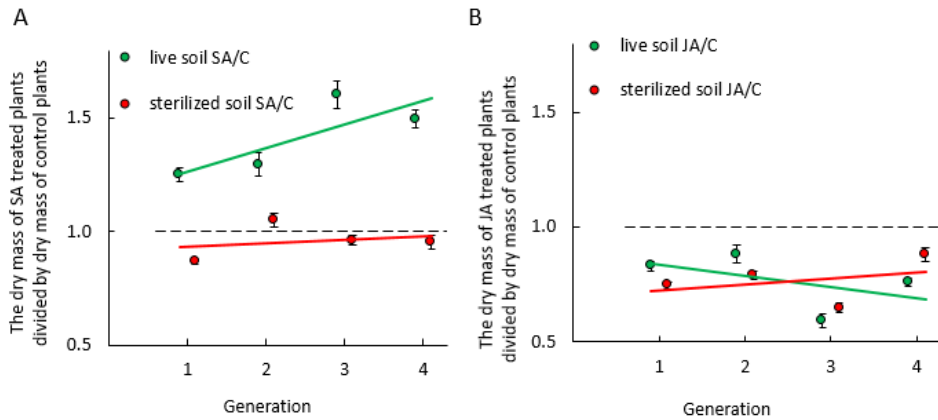 A
live soil SA/C
sterilized soil SA/C
The dry mass of SA treated plants
divided by dry mass of control plants
1.5
1.0
0.5
1 2 3 4
Generation
B
live soil JA/C
sterilized soil JA/C
The dry mass of JA treated plants
divided by dry mass of control plants
1.5
1.0
0.5
1 2 3 4
Generation